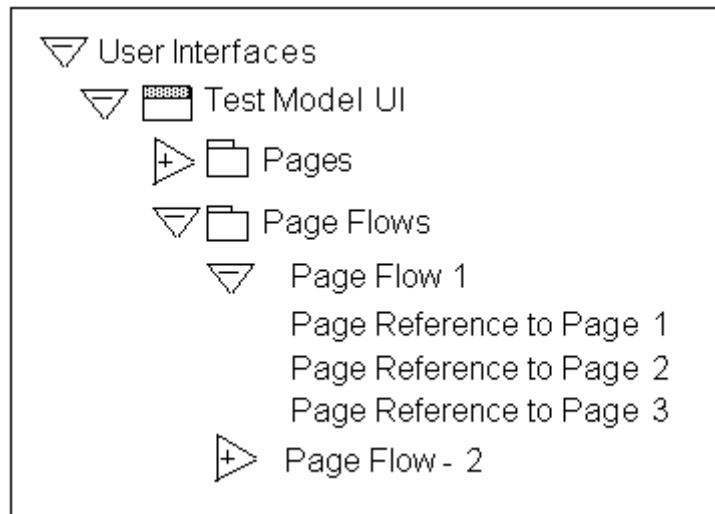 User Interfaces
Test Model UI
Pages
Page Flows
Page Flow 1
Page Reference to Page 1
Page Reference to Page 2
Page Reference to Page 3
Page Flow - 2